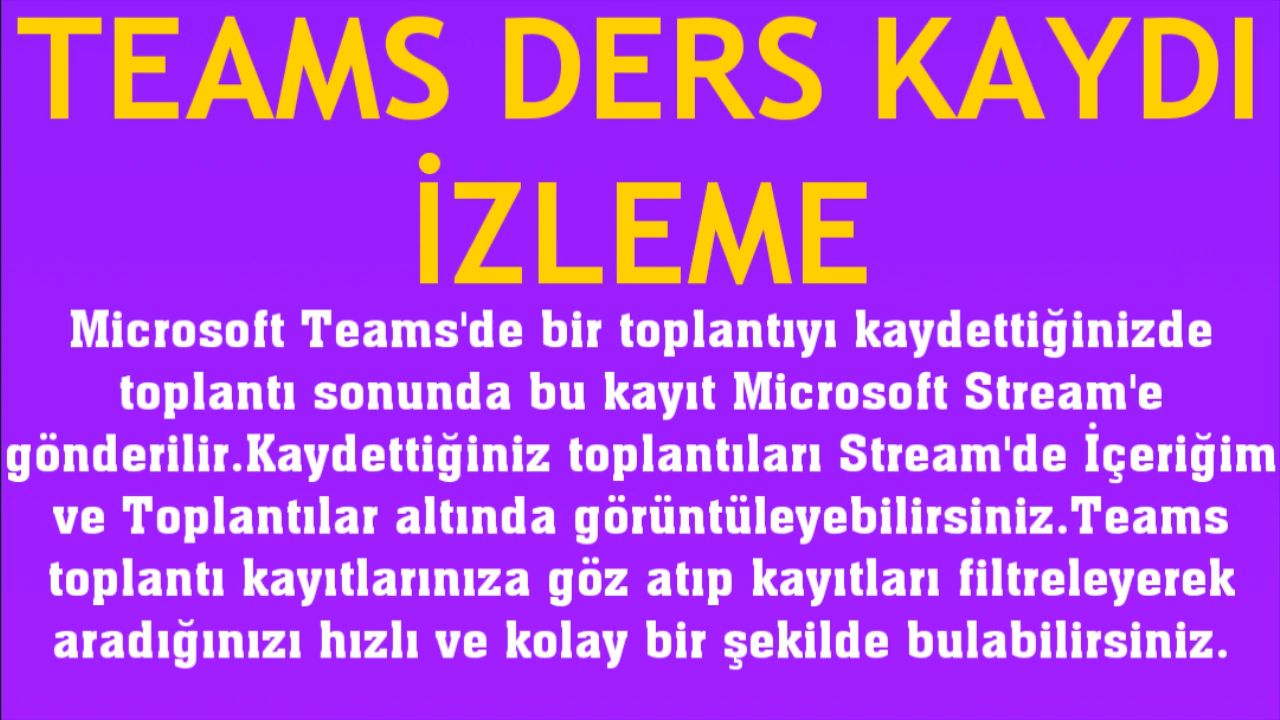 TEAMS DERS KAYDI
İZLEME
Microsoft Teams'de bir toplantıyı kaydettiğinizde
toplantı sonunda bu kayıt Microsoft Stream'e
gönderilir.Kaydettiğiniz toplantıları Stream'de İçeriğim
ve Toplantılar altında görüntüleyebilirsiniz.Teams
toplantı kayıtlarınıza göz atıp kayıtları filtreleyerek
aradığınızı hızlı ve kolay bir şekilde bulabilirsiniz.